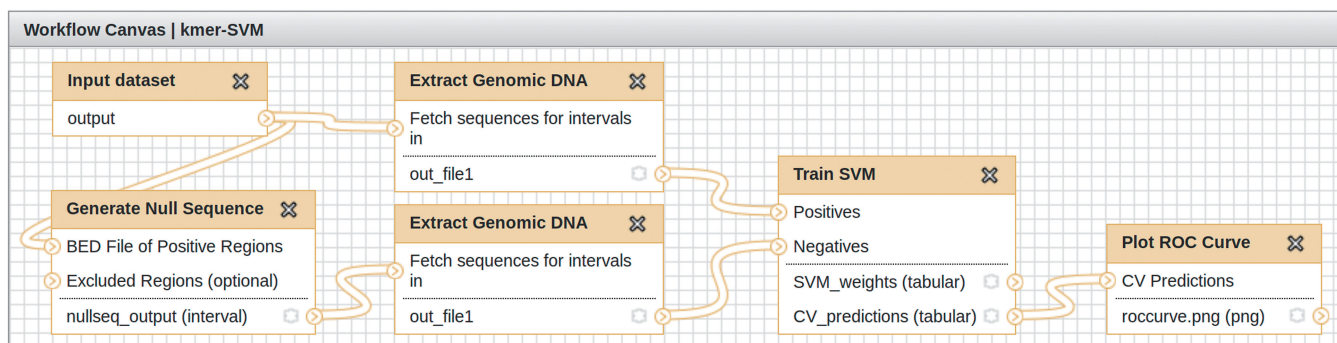 Workflow Canvas | kmer-SVM
Input dataset
output
Generate Null Sequence
BED File of Positive Regions
Excluded Regions (optional)
nullseq_output (interval)
Extract Genomic DNA
Fetch sequences for intervals
in
out_file1
Extract Genomic DNA
Fetch sequences for intervals
in
out_file1
Train SVM
Positives
Negatives
SVM_weights (tabular)
CV_predictions (tabular)
Plot ROC Curve
CV Predictions
roccurve.png (png)